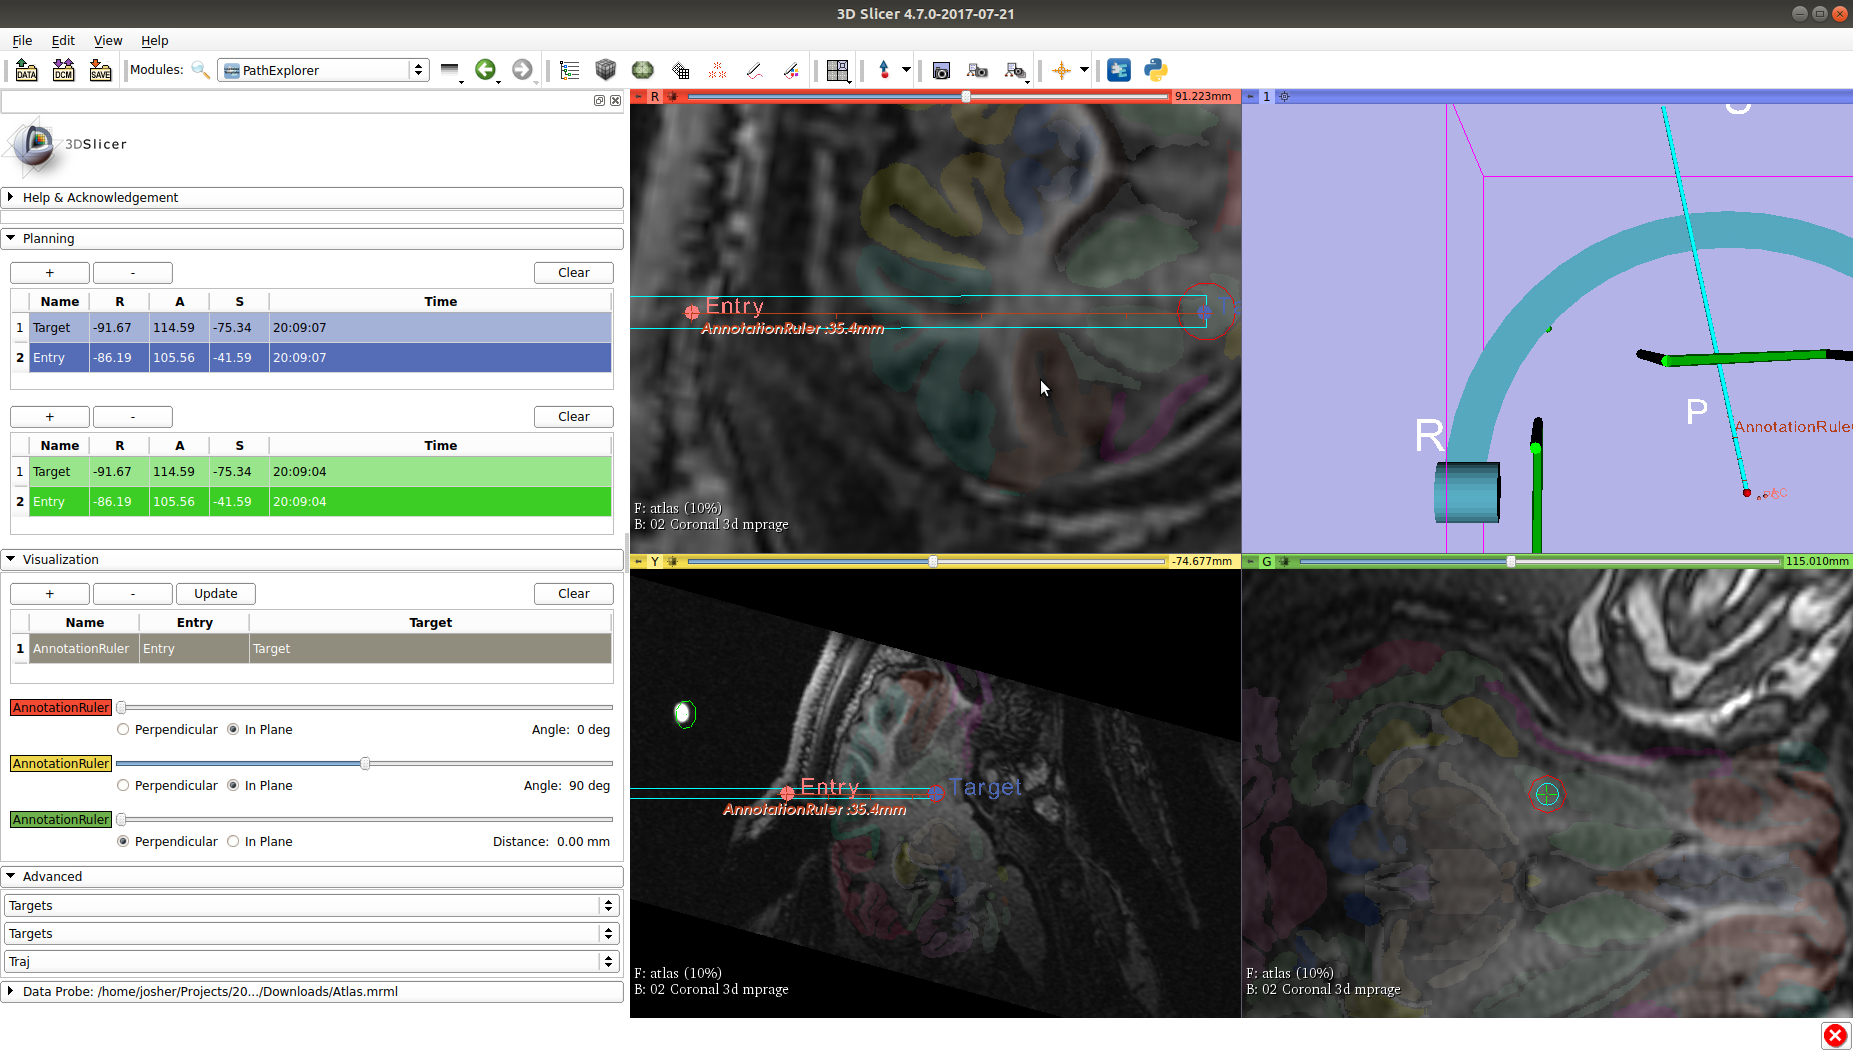 3D Slicer 4.7.0-2017-07-21
File Edit View Help
DATA DCM SAVE Modules: PathExplorer
3DSlicer
Help & Acknowledgement
Planning
+ - Clear
Name R A S Time
1 Target -91.67 114.59 -75.34 20:09:07
2 Entry -86.19 105.56 -41.59 20:09:07
+ - Clear
Name R A S Time
1 Target -91.67 114.59 -75.34 20:09:04
2 Entry -86.19 105.56 -41.59 20:09:04
Visualization
+ - Update Clear
Name Entry Target
1 AnnotationRuler Entry Target
AnnotationRuler
Perpendicular In Plane Angle: 0 deg
AnnotationRuler
Perpendicular In Plane Angle: 90 deg
AnnotationRuler
Perpendicular In Plane Distance: 0.00 mm
Advanced
Targets
Targets
Traj
Data Probe: /home/josher/Projects/20.../Downloads/Atlas.mrml
R 91.223mm
Entry
AnnotationRuler :35.4mm
F: atlas (10%)
B: 02 Coronal 3d mprage
1
R
P
AnnotationRule
Y -74.677mm
Entry Target
AnnotationRuler :35.4mm
F: atlas (10%)
B: 02 Coronal 3d mprage
G 115.010mm
F: atlas (10%)
B: 02 Coronal 3d mprage